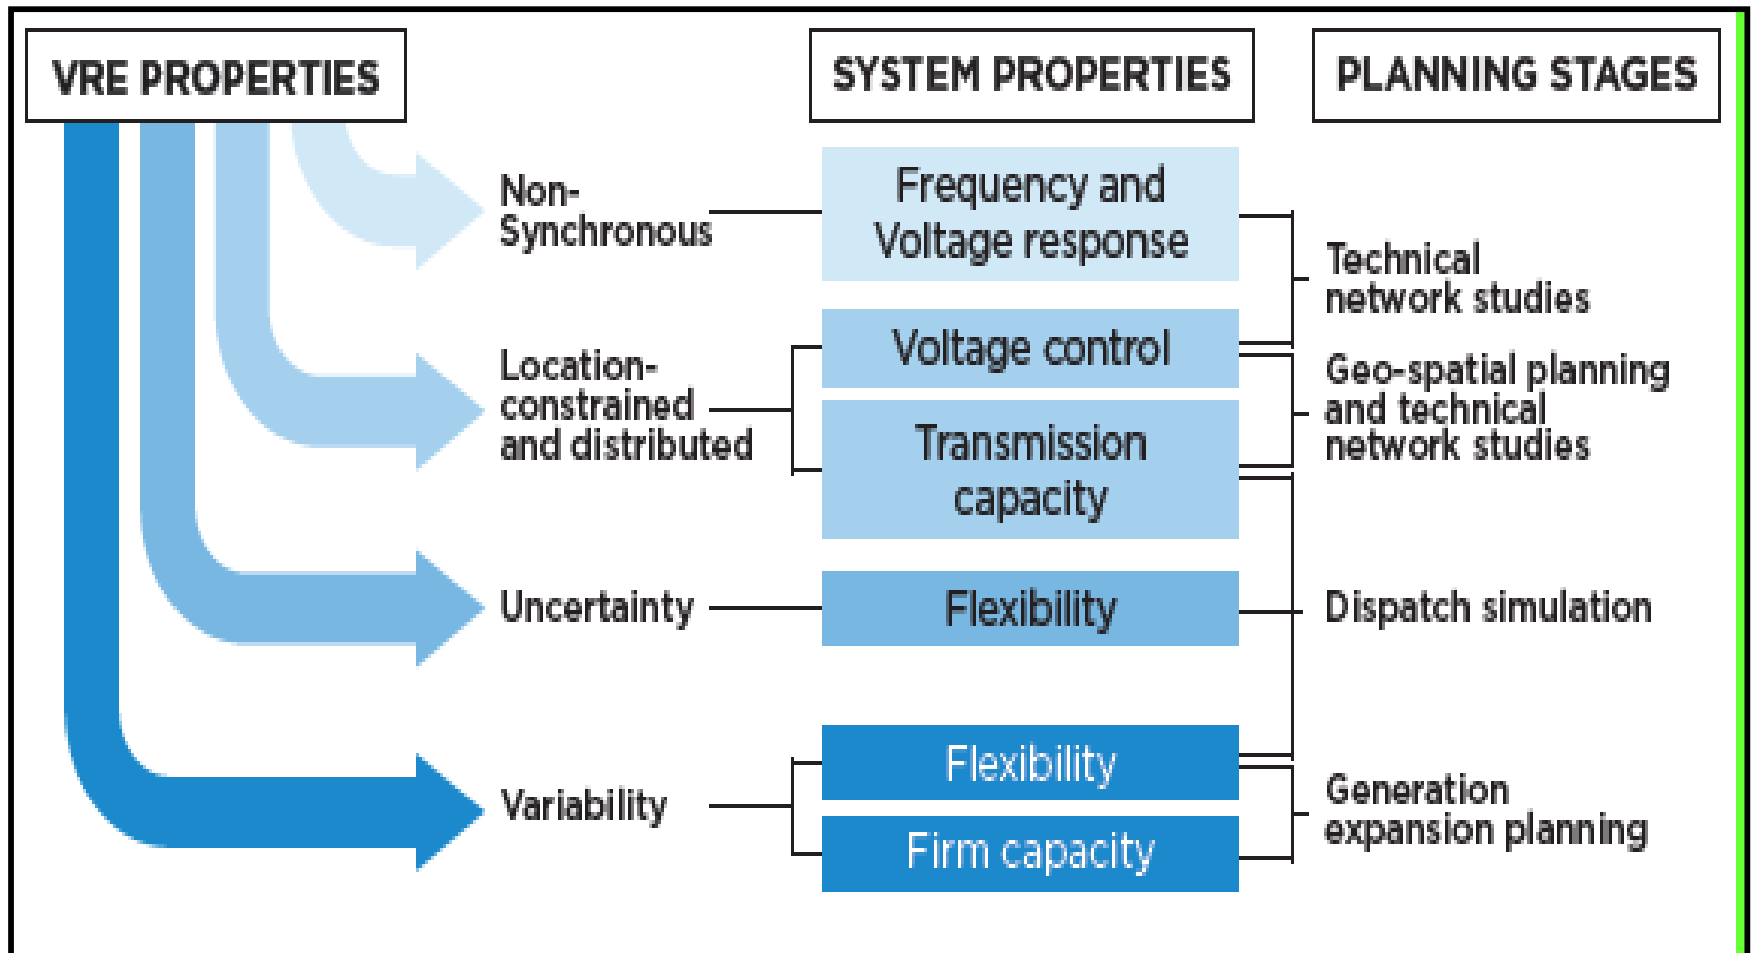 VRE PROPERTIES
SYSTEM PROPERTIES
PLANNING STAGES
Non-
Synchronous
Frequency and
Voltage response
Technical
network studies
Location-
constrained
and distributed
Voltage control
Transmission
capacity
Geo-spatial planning
and technical
network studies
Uncertainty
Flexibility
Dispatch simulation
Variability
Flexibility
Firm capacity
Generation
expansion planning